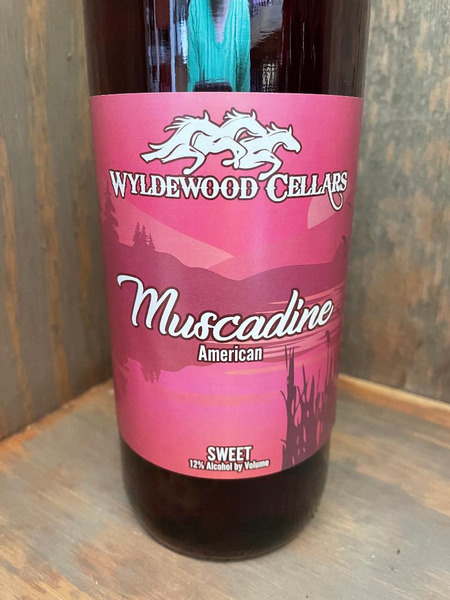 WYLDEWOOD CELLARS
Muscadine
American
SWEET
12% Alcohol by Volume